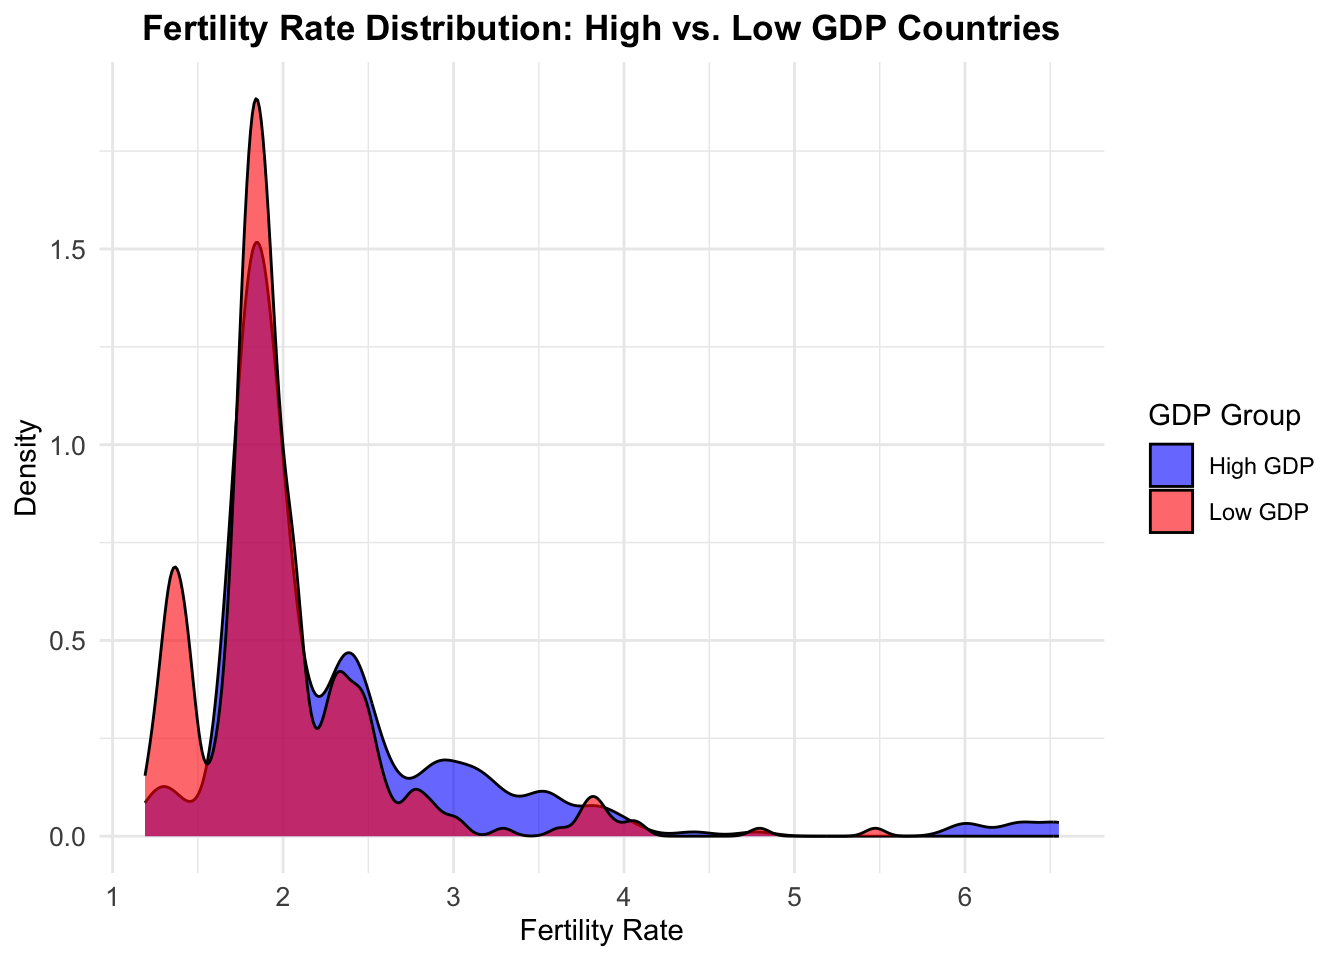 Fertility Rate Distribution: High vs. Low GDP Countries
Density
1.5
1.0
0.5
0.0
1 2 3 4 5 6
Fertility Rate
GDP Group
High GDP
Low GDP